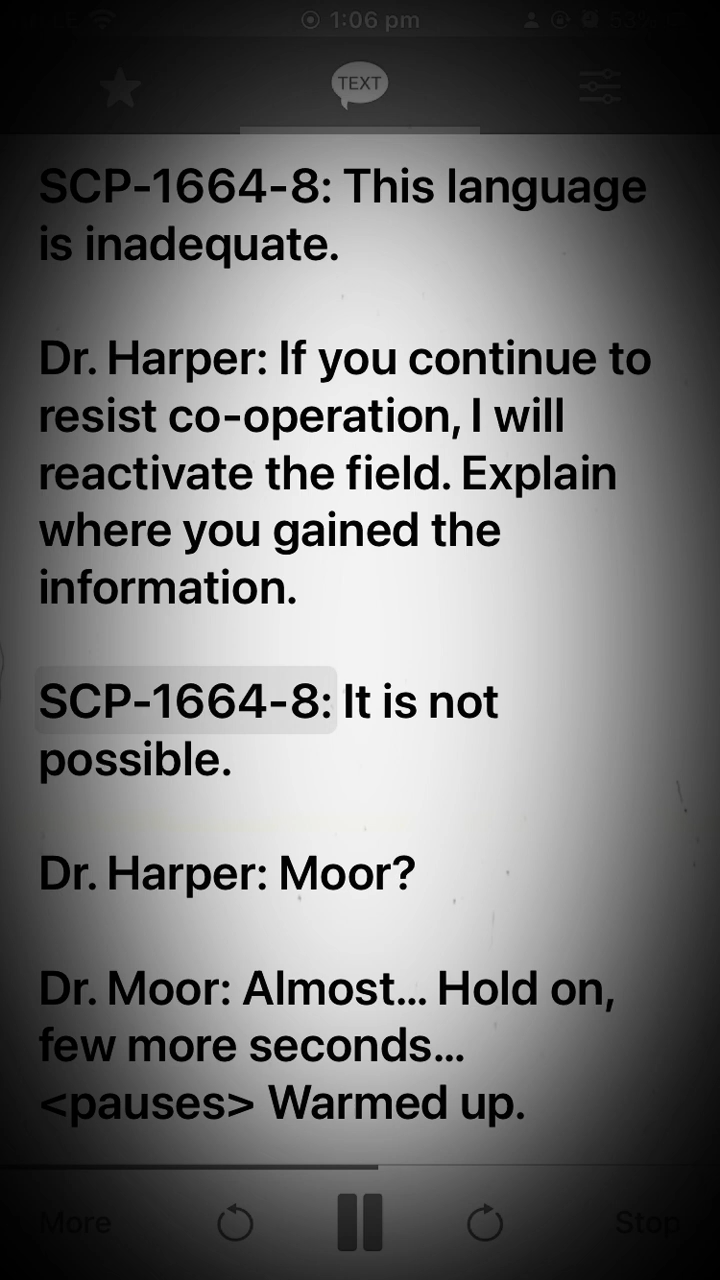 1:06 pm
TEXT
SCP-1664-8: This language
is inadequate.
Dr. Harper: If you continue to
resist co-operation, I will
reactivate the field. Explain
where you gained the
information.
SCP-1664-8: It is not
possible.
Dr. Harper: Moor?
Dr. Moor: Almost... Hold on,
few more seconds...
<pauses> Warmed up.
More
Stop